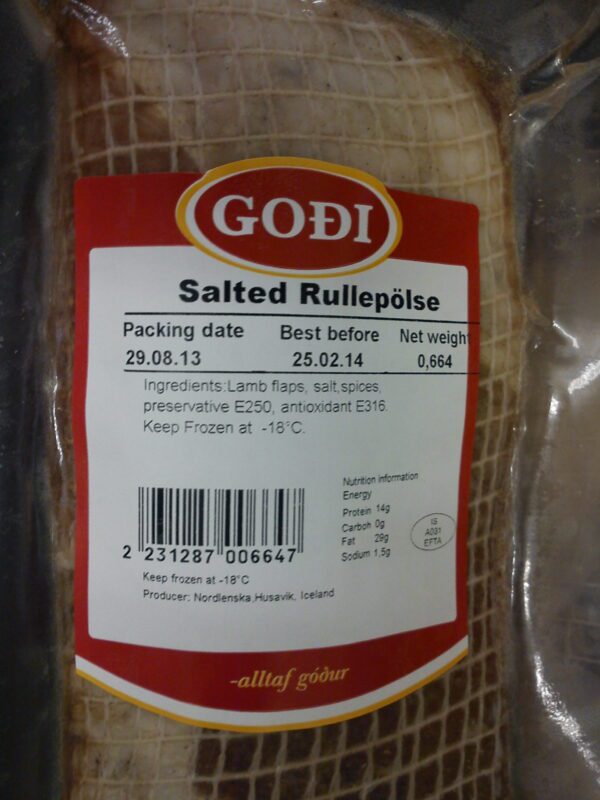 GOÐI
Salted Rullepölse
Packing date Best before Net weight
29.08.13 25.02.14 0,664
Ingredients:Lamb flaps, salt,spices,
preservative E250, antioxidant E316.
Keep Frozen at -18°C.
Nutrition information
Energy
Protein 14g
Carboh 0g
Fat 29g
Sodium 1,5g
IS
A031
EFTA
2 231287 006647
Keep frozen at -18°C
Producer: Nordlenska,Husavik, Iceland
-alltaf góður